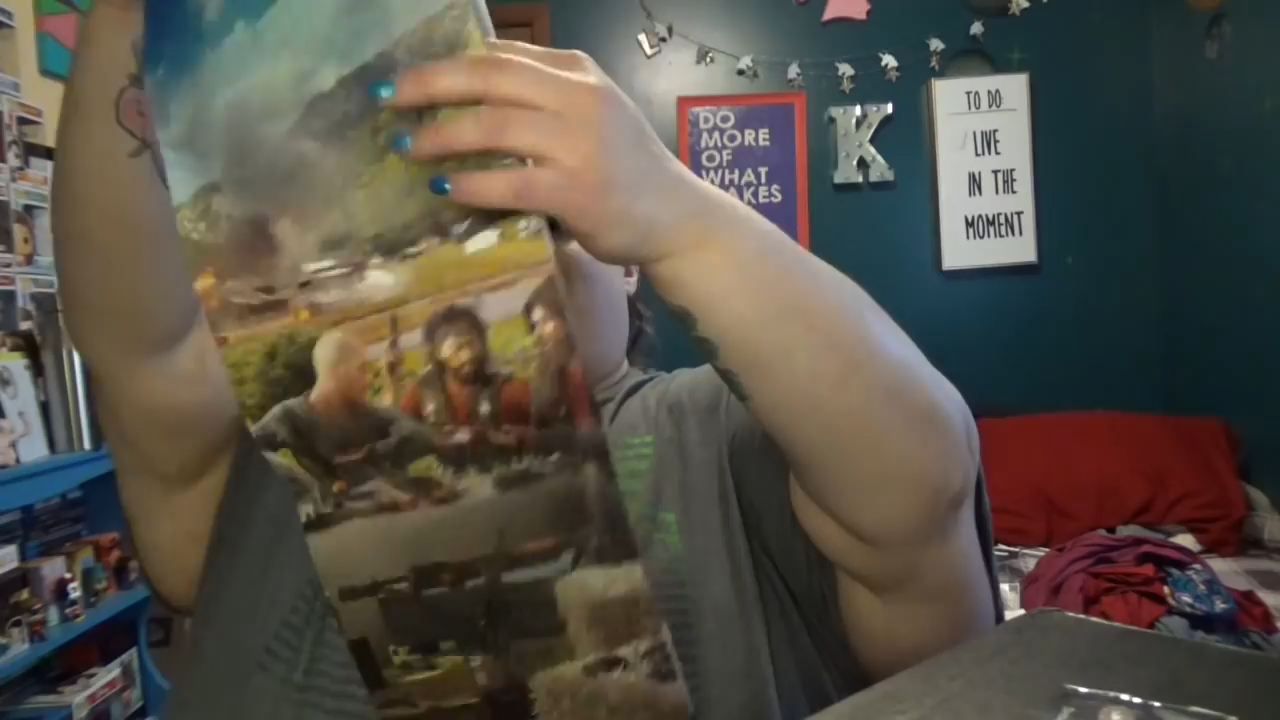 DO
MORE
OF
WHAT
AKES
K
TO DO
LIVE
IN THE
MOMENT